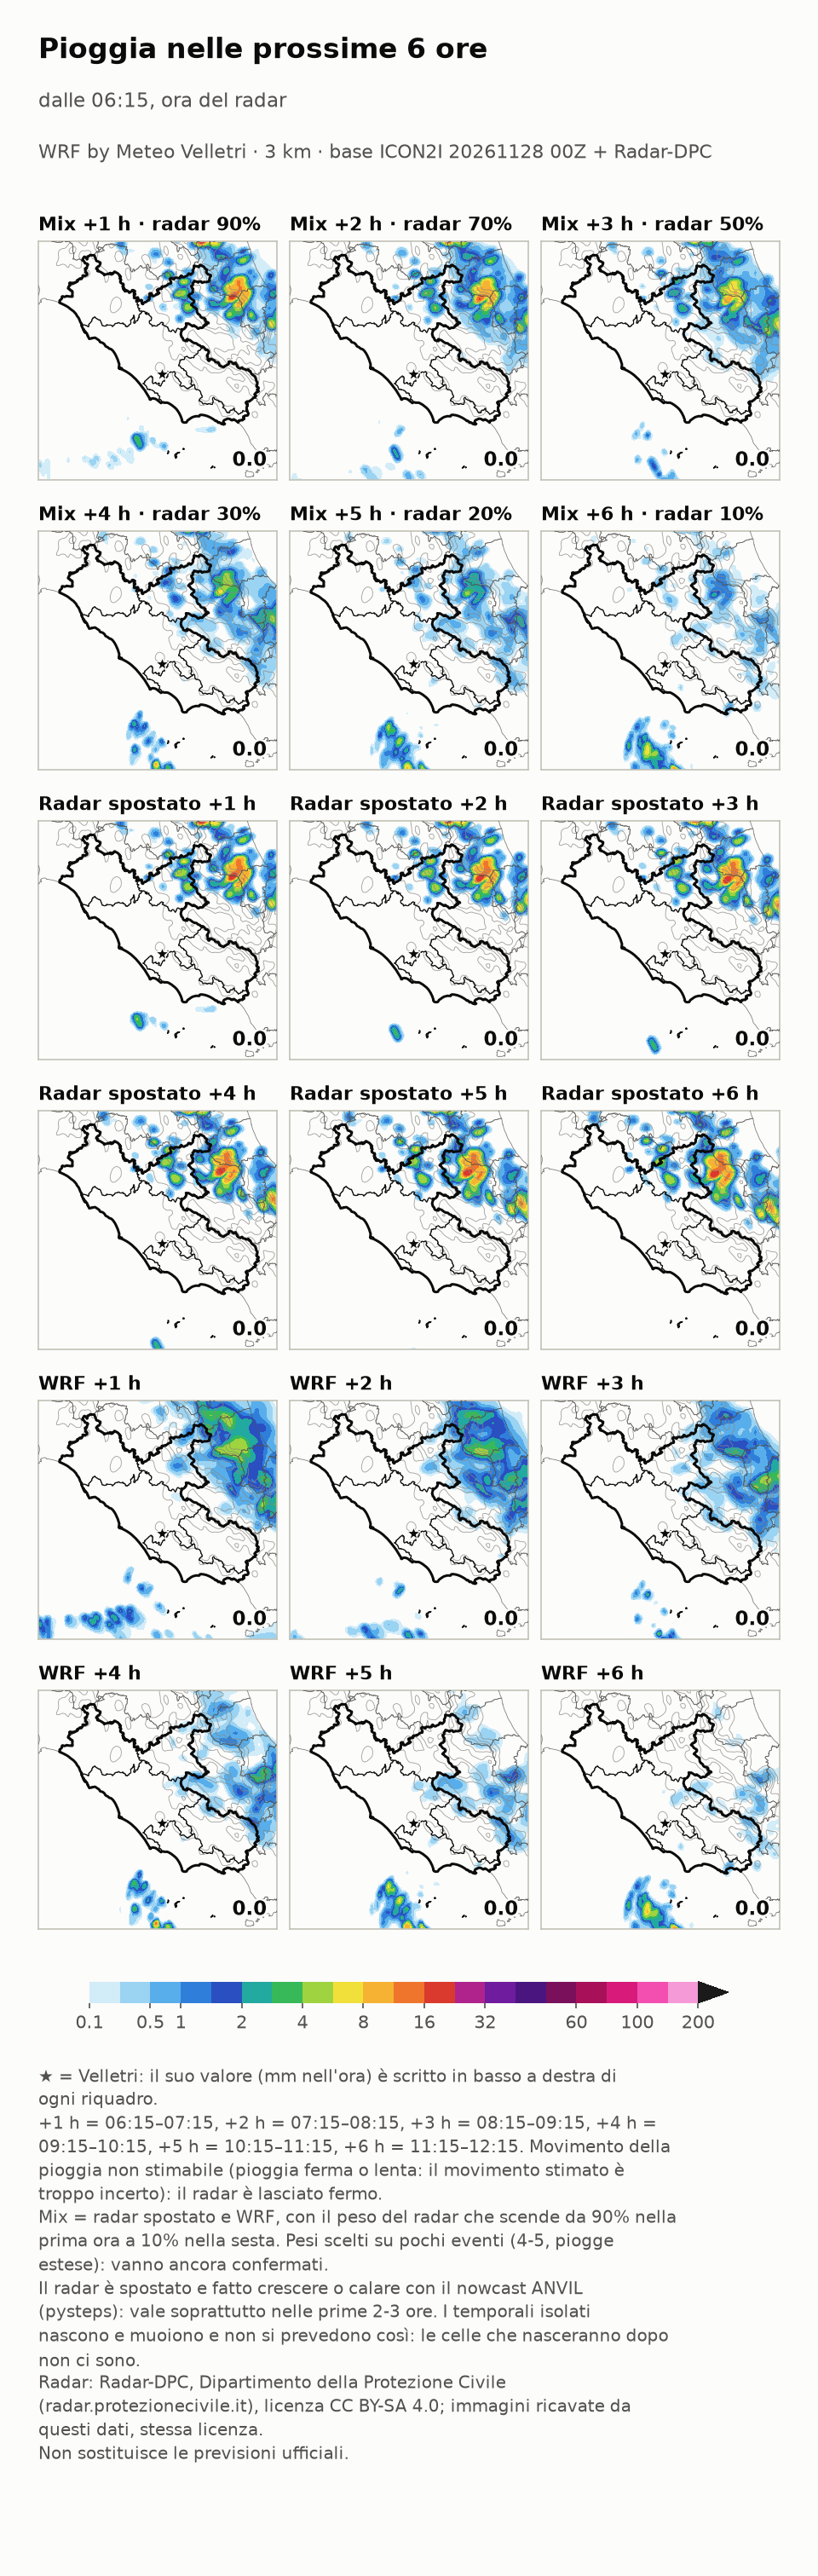 Pioggia nelle prossime 6 ore
dalle 06:15, ora del radar
WRF by Meteo Velletri · 3 km · base ICON2I 20261128 00Z + Radar-DPC
Mix +1 h · radar 90%
Mix +2 h · radar 70%
Mix +3 h · radar 50%
0.0
0.0
0.0
Mix +4 h · radar 30%
Mix +5 h · radar 20%
Mix +6 h · radar 10%
0.0
0.0
0.0
Radar spostato +1 h
Radar spostato +2 h
Radar spostato +3 h
0.0
0.0
0.0
Radar spostato +4 h
Radar spostato +5 h
Radar spostato +6 h
0.0
0.0
0.0
WRF +1 h
WRF +2 h
WRF +3 h
0.0
0.0
0.0
WRF +4 h
WRF +5 h
WRF +6 h
0.0
0.0
0.0
0.1 0.5 1 2 4 8 16 32 60 100 200
★ = Velletri: il suo valore (mm nell'ora) è scritto in basso a destra di
ogni riquadro.
+1 h = 06:15–07:15, +2 h = 07:15–08:15, +3 h = 08:15–09:15, +4 h =
09:15–10:15, +5 h = 10:15–11:15, +6 h = 11:15–12:15. Movimento della
pioggia non stimabile (pioggia ferma o lenta: il movimento stimato è
troppo incerto): il radar è lasciato fermo.
Mix = radar spostato e WRF, con il peso del radar che scende da 90% nella
prima ora a 10% nella sesta. Pesi scelti su pochi eventi (4-5, piogge
estese): vanno ancora confermati.
Il radar è spostato e fatto crescere o calare con il nowcast ANVIL
(pysteps): vale soprattutto nelle prime 2-3 ore. I temporali isolati
nascono e muoiono e non si prevedono così: le celle che nasceranno dopo
non ci sono.
Radar: Radar-DPC, Dipartimento della Protezione Civile
(radar.protezionecivile.it), licenza CC BY-SA 4.0; immagini ricavate da
questi dati, stessa licenza.
Non sostituisce le previsioni ufficiali.